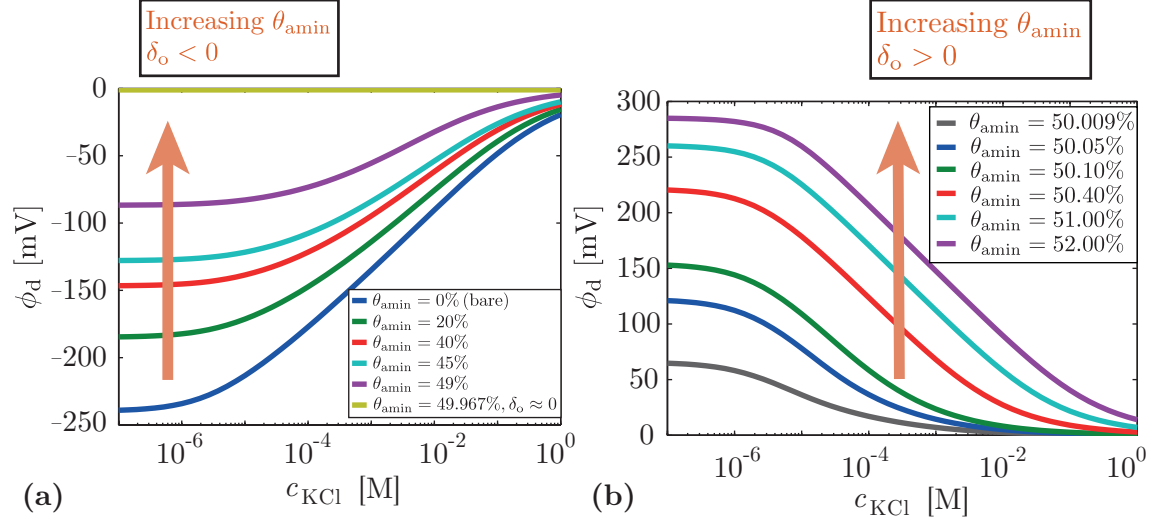 Increasing θamin
δo < 0
0
−50
−100
−150
−200
−250
ϕd [mV]
θamin = 0% (bare)
θamin = 20%
θamin = 40%
θamin = 45%
θamin = 49%
θamin = 49.967%, δo ≈ 0
10⁻⁶
10⁻⁴
10⁻²
10⁰
cKCl [M]
(a)
Increasing θamin
δo > 0
300
250
200
150
100
50
0
ϕd [mV]
θamin = 50.009%
θamin = 50.05%
θamin = 50.10%
θamin = 50.40%
θamin = 51.00%
θamin = 52.00%
10⁻⁶
10⁻⁴
10⁻²
10⁰
cKCl [M]
(b)